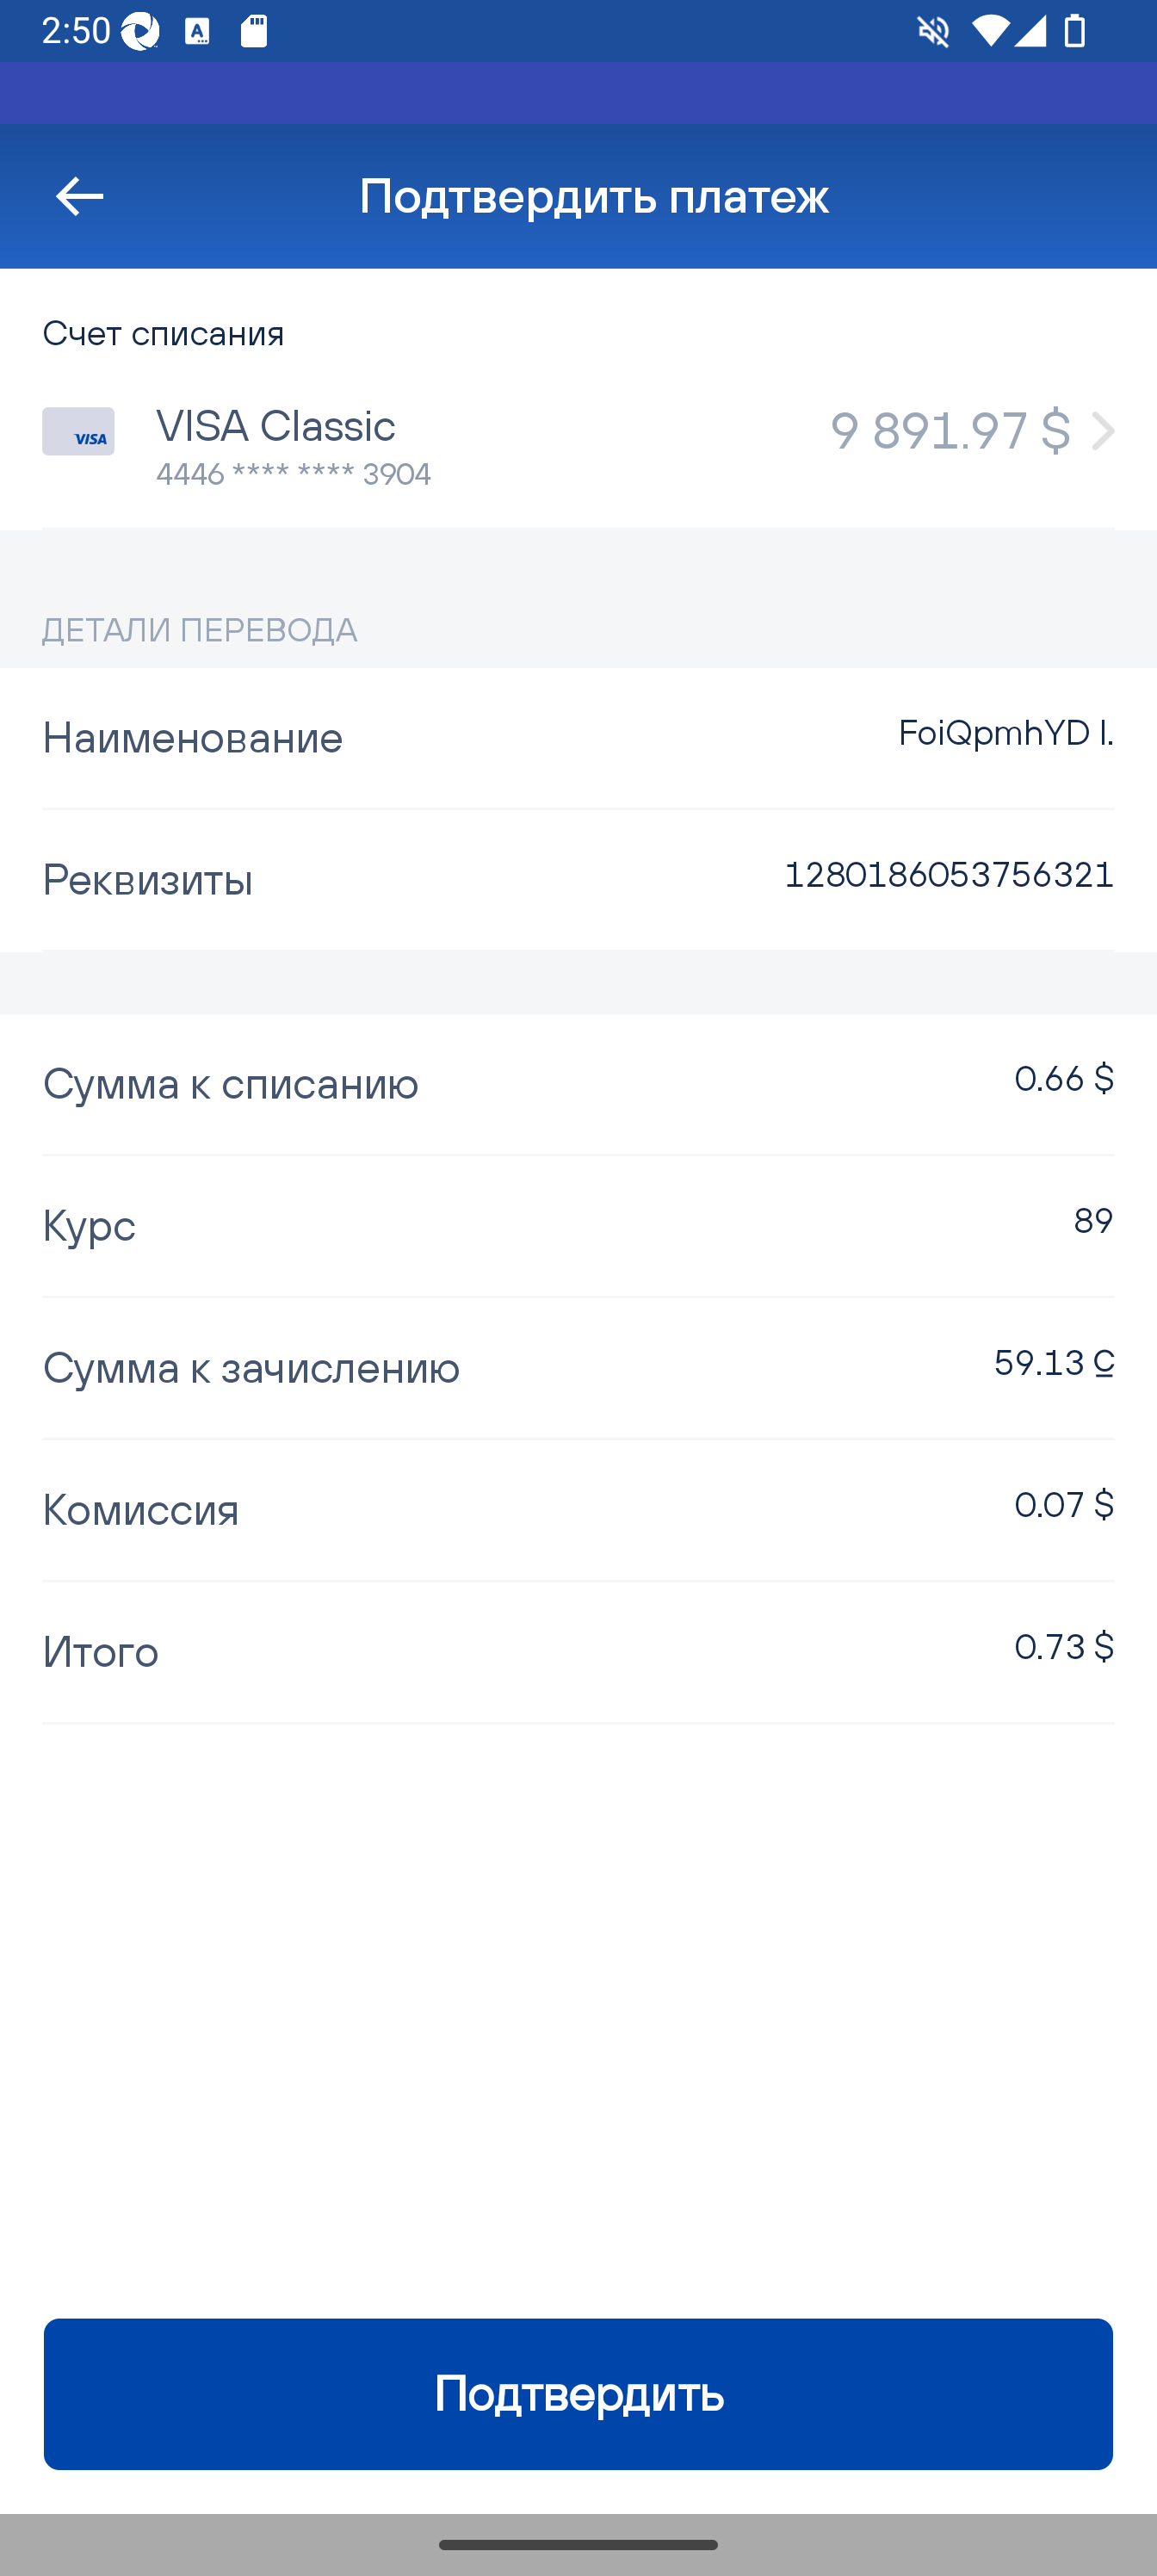 2:50
Подтвердить платеж
Счет списания
VISA
VISA Classic
9 891.97 $
4446 **** **** 3904
ДЕТАЛИ ПЕРЕВОДА
Наименование
FoiQpmhYD I.
Реквизиты
1280186053756321
Сумма к списанию
0.66 $
Курс
89
Сумма к зачислению
59.13 С̲
Комиссия
0.07 $
Итого
0.73 $
Подтвердить